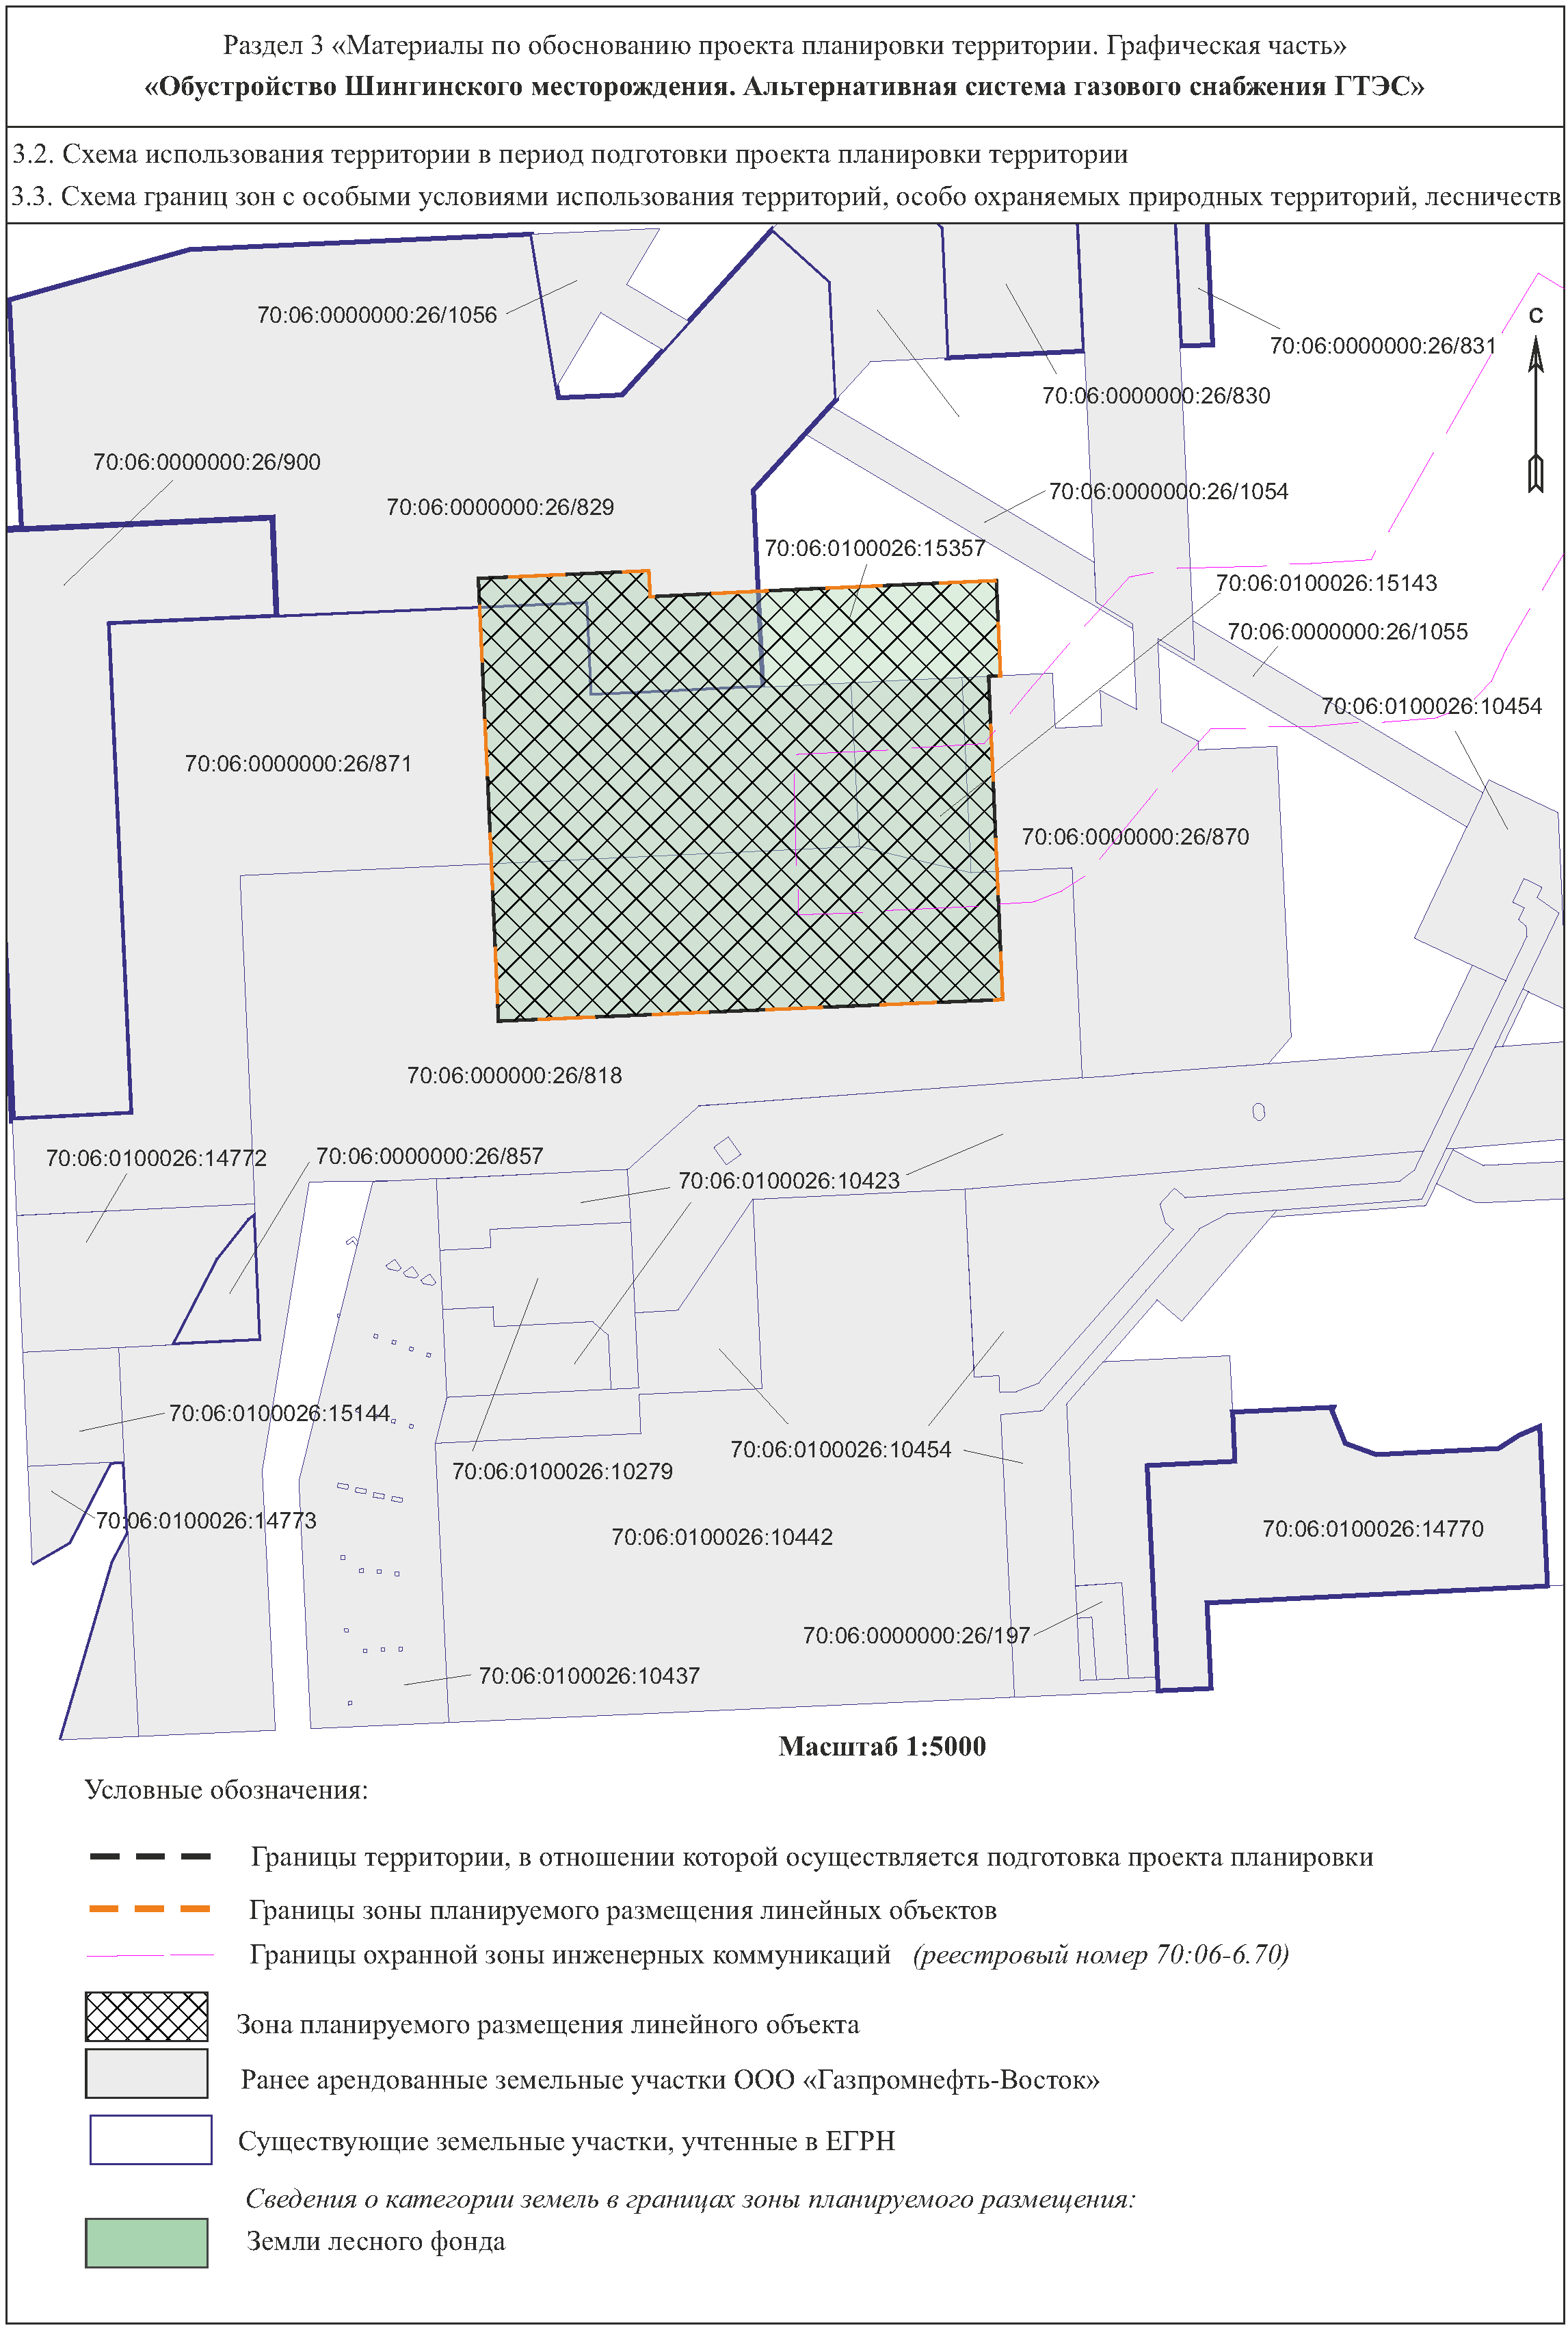 Раздел 3 «Материалы по обоснованию проекта планировки территории. Графическая часть»
«Обустройство Шингинского месторождения. Альтернативная система газового снабжения ГТЭС»
3.2. Схема использования территории в период подготовки проекта планировки территории
3.3. Схема границ зон с особыми условиями использования территорий, особо охраняемых природных территорий, лесничеств
70:06:0000000:26/1056
С
70:06:0000000:26/831
70:06:0000000:26/830
70:06:0000000:26/900
70:06:0000000:26/1054
70:06:0000000:26/829
70:06:0100026:15357
70:06:0100026:15143
70:06:0000000:26/1055
70:06:0100026:10454
70:06:0000000:26/871
70:06:0000000:26/870
70:06:000000:26/818
70:06:0100026:14772
70:06:0000000:26/857
70:06:0100026:10423
70:06:0100026:15144
70:06:0100026:10454
70:06:0100026:10279
70:06:0100026:14773
70:06:0100026:10442
70:06:0100026:14770
70:06:0000000:26/197
70:06:0100026:10437
Масштаб 1:5000
Условные обозначения:
Границы территории, в отношении которой осуществляется подготовка проекта планировки
Границы зоны планируемого размещения линейных объектов
Границы охранной зоны инженерных коммуникаций (реестровый номер 70:06-6.70)
Зона планируемого размещения линейного объекта
Ранее арендованные земельные участки ООО «Газпромнефть-Восток»
Существующие земельные участки, учтенные в ЕГРН
Сведения о категории земель в границах зоны планируемого размещения:
Земли лесного фонда